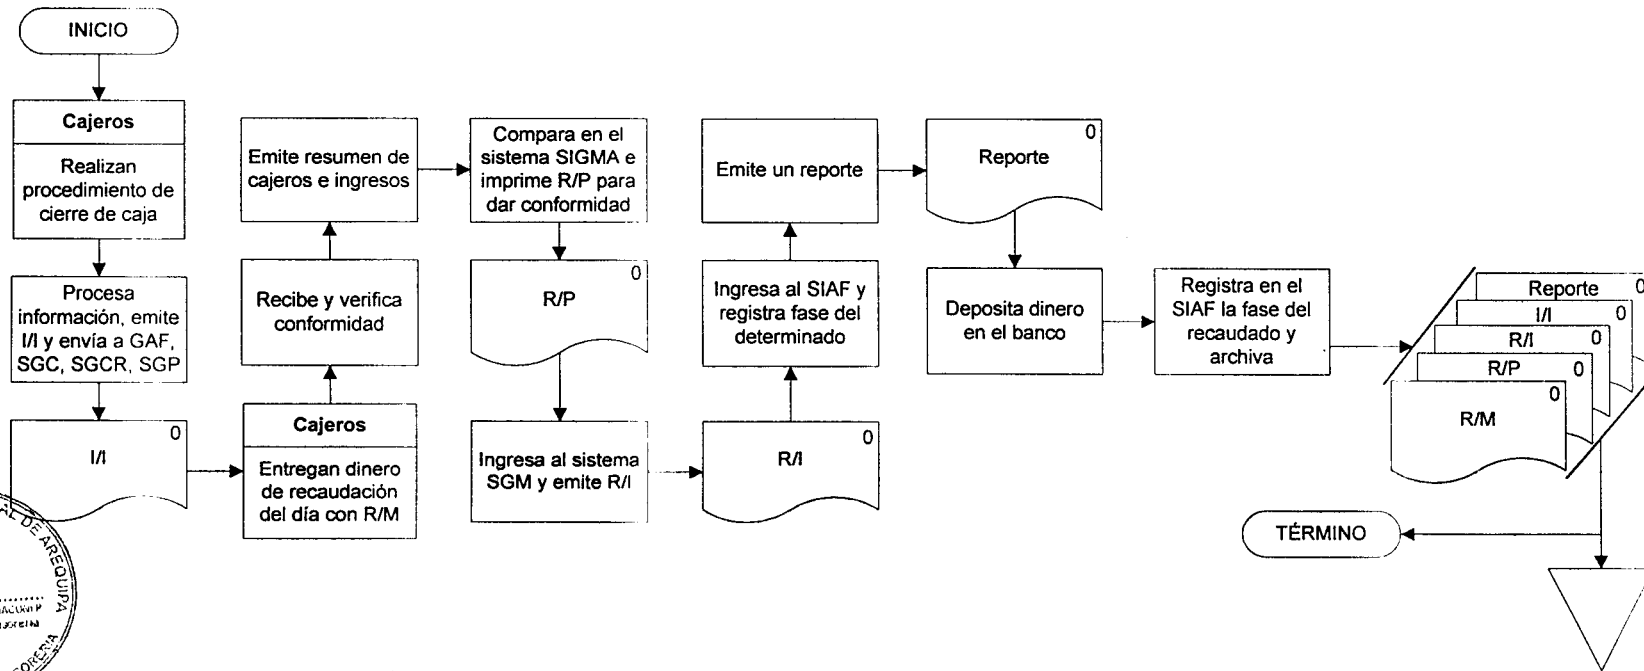 INICIO
Cajeros
Realizan
procedimiento de
cierre de caja
Procesa
información, emite
I/I y envía a GAF,
SGC, SGCR, SGP
0
I/I
Cajeros
Entregan dinero
de recaudación
del día con R/M
Recibe y verifica
conformidad
Emite resumen de
cajeros e ingresos
Compara en el
sistema SIGMA e
imprime R/P para
dar conformidad
0
R/P
Ingresa al sistema
SGM y emite R/I
0
R/I
Ingresa al SIAF y
registra fase del
determinado
Emite un reporte
0
Reporte
Deposita dinero
en el banco
Registra en el
SIAF la fase del
recaudado y
archiva
Reporte 0
I/I 0
R/I 0
R/P 0
0
R/M
TÉRMINO
DE AREQUIPA